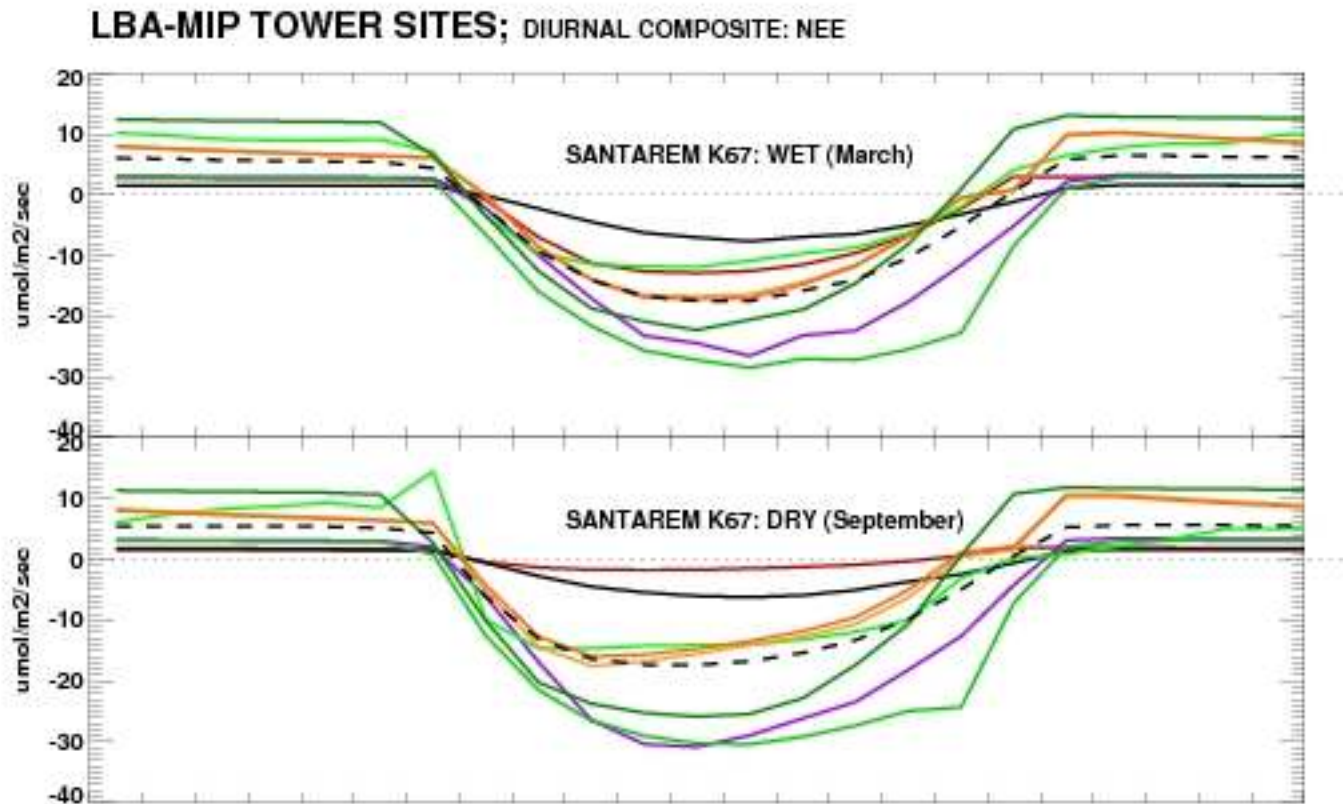 LBA-MIP TOWER SITES; DIURNAL COMPOSITE: NEE
20
10
0
-10
-20
-30
-40
umol/m2/sec
SANTAREM K67: WET (March)
20
10
0
-10
-20
-30
-40
umol/m2/sec
SANTAREM K67: DRY (September)